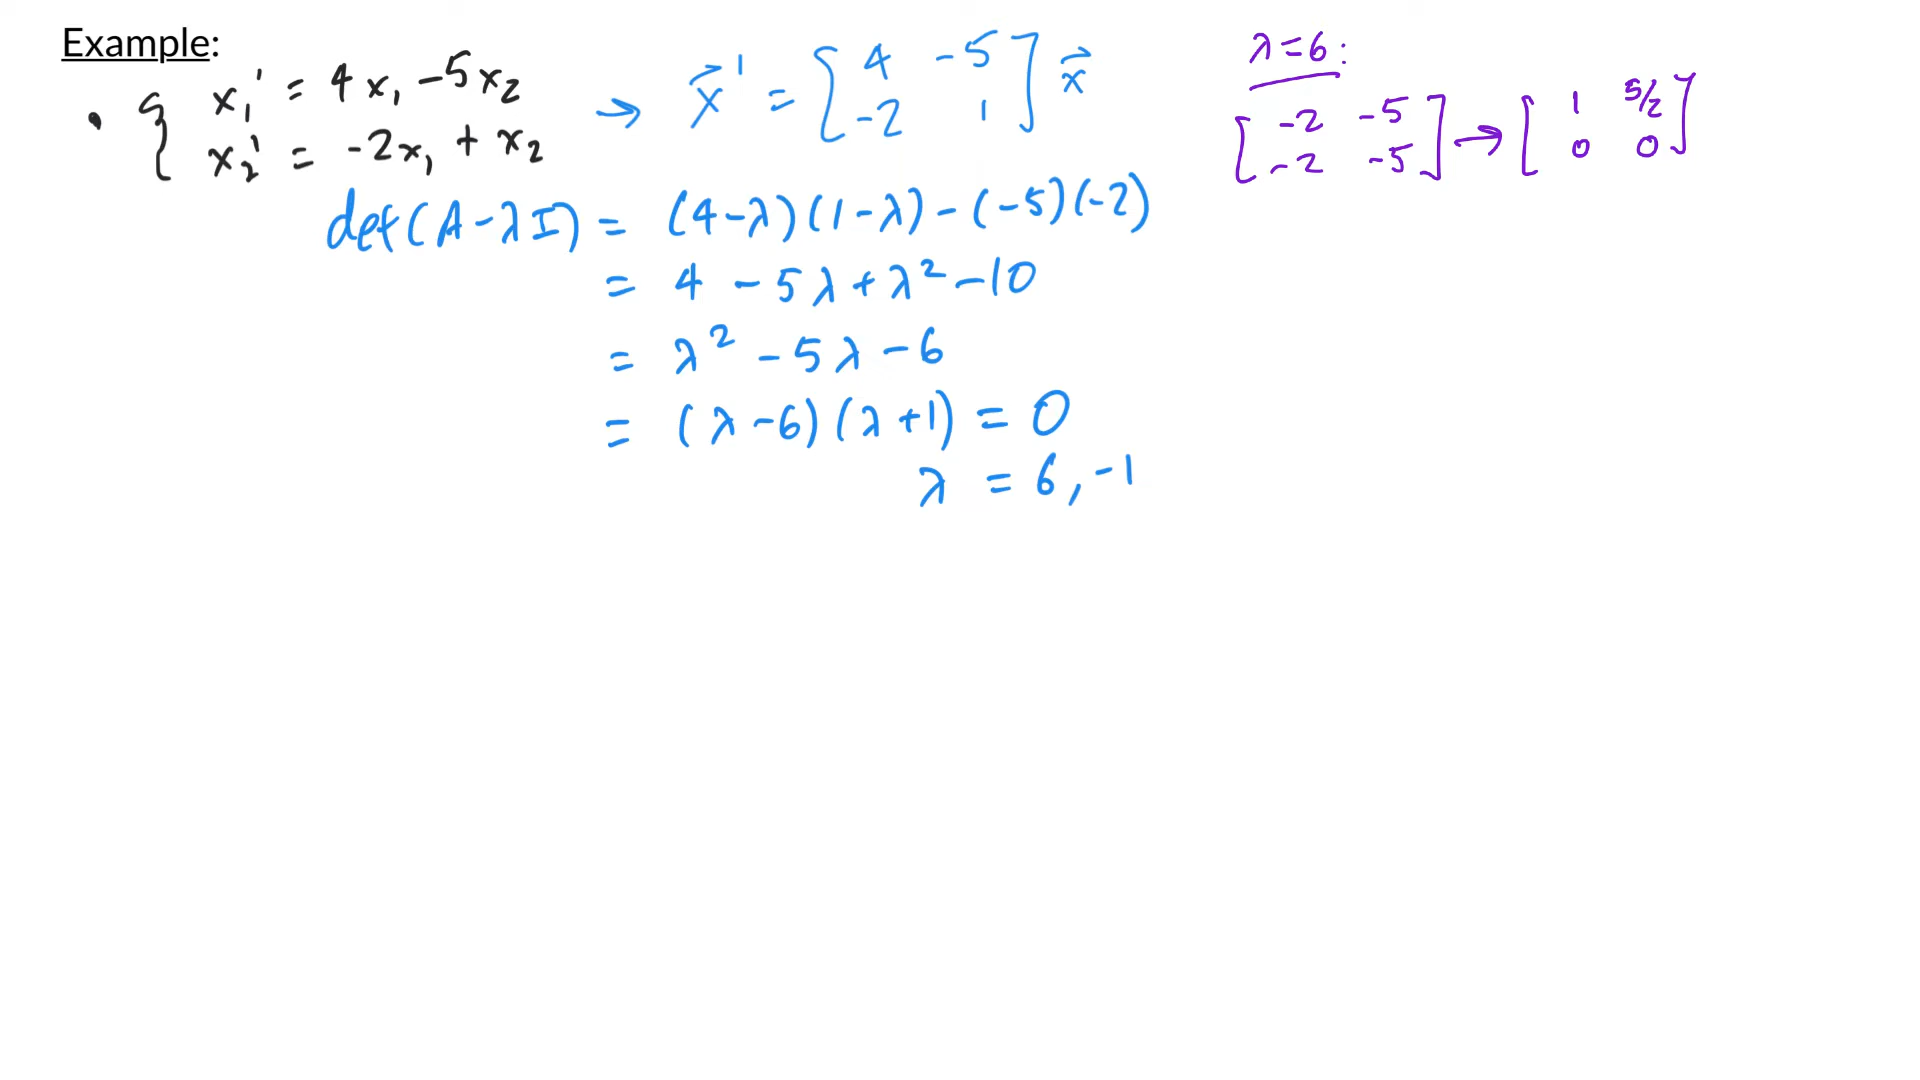 Example:
• { x₁' = 4x₁ - 5x₂
x₂' = -2x₁ + x₂
→ x⃗' = [4 -5; -2 1] x⃗
det(A - λI) = (4-λ)(1-λ) - (-5)(-2)
= 4 - 5λ + λ² - 10
= λ² - 5λ - 6
= (λ - 6)(λ + 1) = 0
λ = 6, -1
λ = 6:
[-2 -5; -2 -5] → [1 5/2; 0 0]